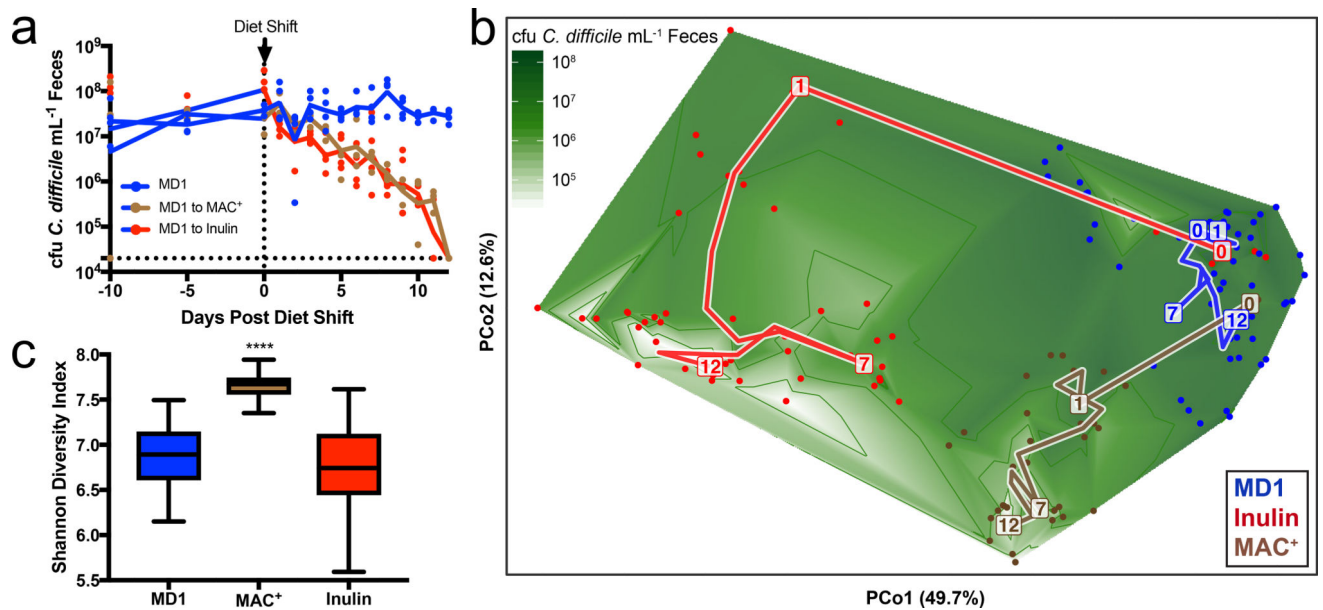 a
Diet Shift
cfu C. difficile mL⁻¹ Feces
10⁹
10⁸
10⁷
10⁶
10⁵
10⁴
MD1
MD1 to MAC⁺
MD1 to Inulin
-10 -5 0 5 10
Days Post Diet Shift
b
cfu C. difficile mL⁻¹ Feces
10⁸
10⁷
10⁶
10⁵
PCo2 (12.6%)
1
0 1
0
7
12
0
1
7
12
7
12
MD1
Inulin
MAC⁺
PCo1 (49.7%)
c
****
Shannon Diversity Index
8.0
7.5
7.0
6.5
6.0
5.5
MD1 MAC⁺ Inulin